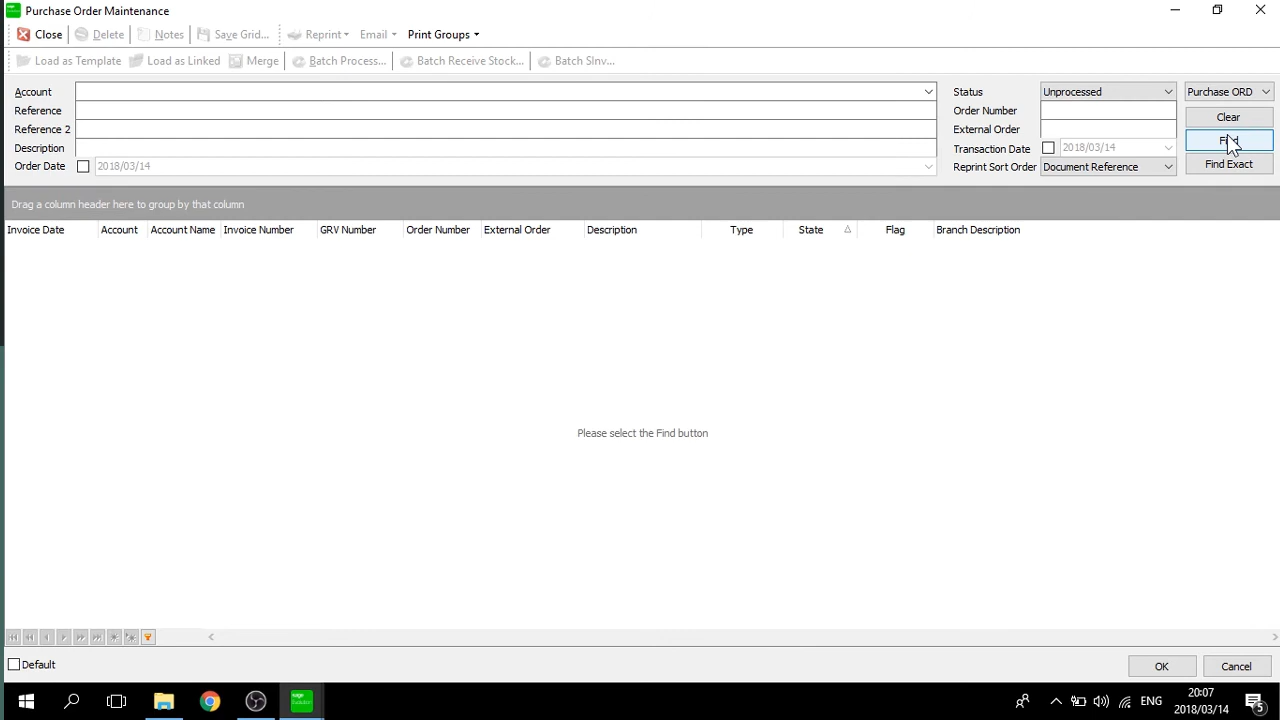 Purchase Order Maintenance
Close Delete Notes Save Grid... Reprint Email Print Groups
Load as Template Load as Linked Merge Batch Process... Batch Receive Stock... Batch SInv...
Account Status Unprocessed Purchase ORD
Reference Order Number Clear
Reference 2 External Order
Description Transaction Date 2018/03/14
Order Date 2018/03/14 Reprint Sort Order Document Reference Find Exact
Drag a column header here to group by that column
Invoice Date Account Account Name Invoice Number GRV Number Order Number External Order Description Type State Flag Branch Description
Please select the Find button
Default
OK Cancel
sage
ENG
20:07
2018/03/14
5